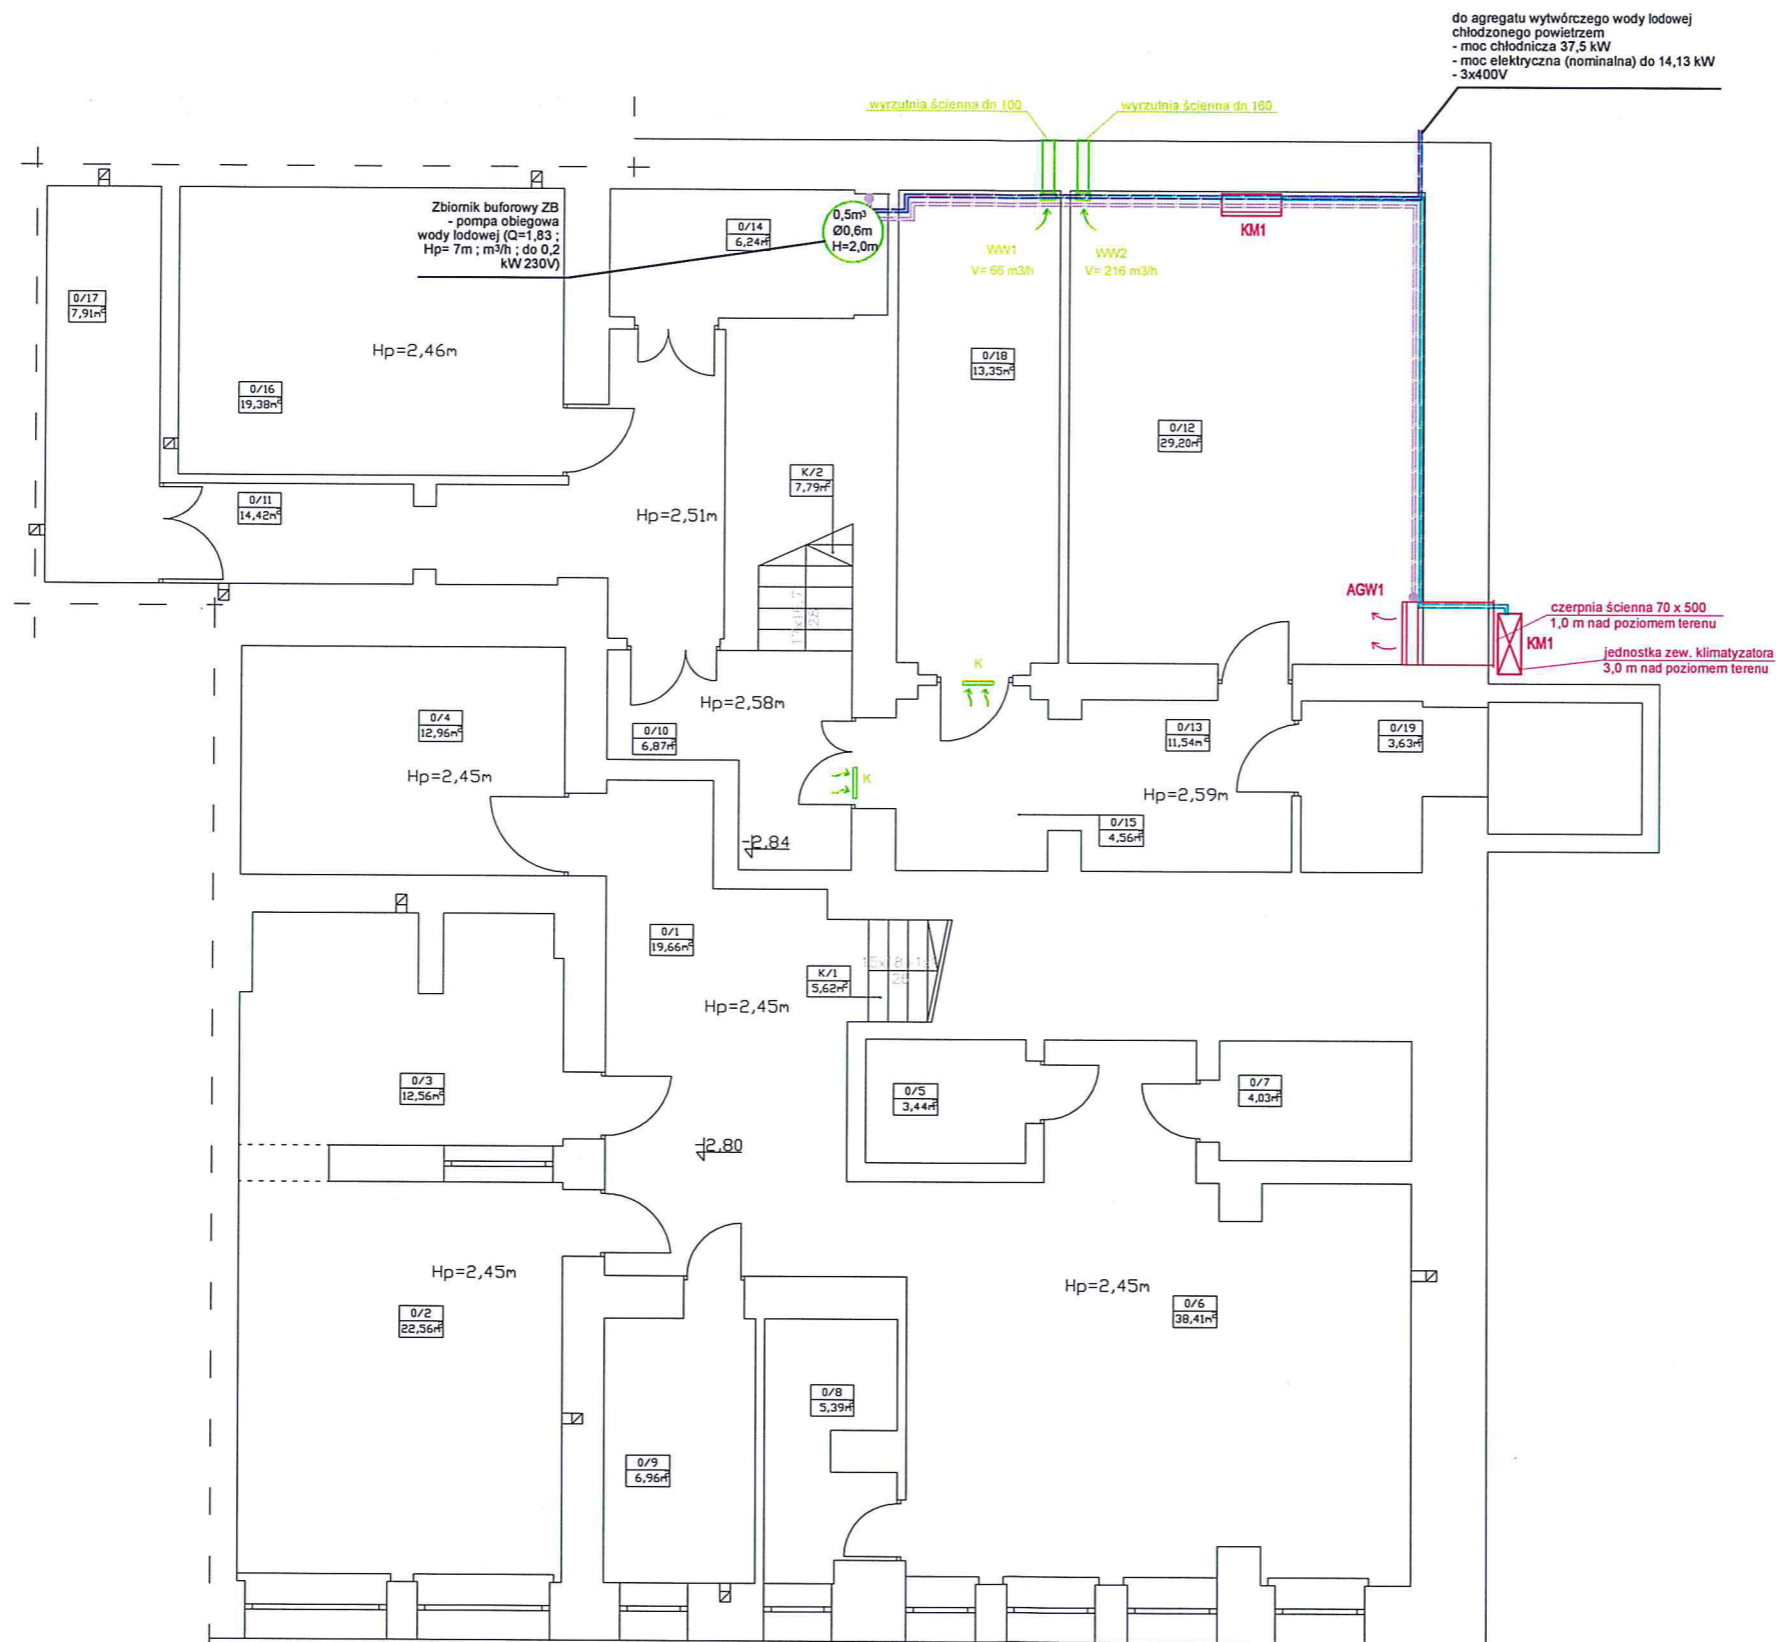 do agregatu wytwórczego wody lodowej
chłodzonego powietrzem
- moc chłodnicza 37,5 kW
- moc elektryczna (nominalna) do 14,13 kW
- 3x400V
wyrzutnia ścienna dn 100
wyrzutnia ścienna dn 160
Zbiornik buforowy ZB
- pompa obiegowa
wody lodowej (Q=1,83 ;
Hp= 7m ; m³/h ; do 0,2
kW 230V)
0,5m³
Ø0,6m
H=2,0m
0/14
6,24m²
KM1
WW1
V= 66 m3/h
WW2
V= 216 m3/h
0/17
7,91m²
Hp=2,46m
0/16
19,38m²
0/18
13,35m²
0/12
29,20m²
K/2
7,79m²
0/11
14,42m²
Hp=2,51m
AGW1
czerpnia ścienna 70 x 500
1,0 m nad poziomem terenu
KM1
jednostka zew. klimatyzatora
3,0 m nad poziomem terenu
K
Hp=2,58m
0/4
12,96m²
0/10
6,87m²
0/13
11,54m²
0/19
3,63m²
Hp=2,45m
K
Hp=2,59m
0/15
4,56m²
-2,84
0/1
19,66m²
K/1
5,62m²
Hp=2,45m
0/3
12,56m²
0/5
3,44m²
0/7
4,03m²
-2,80
Hp=2,45m
Hp=2,45m
0/2
22,56m²
0/6
38,41m²
0/8
5,39m²
0/9
6,96m²